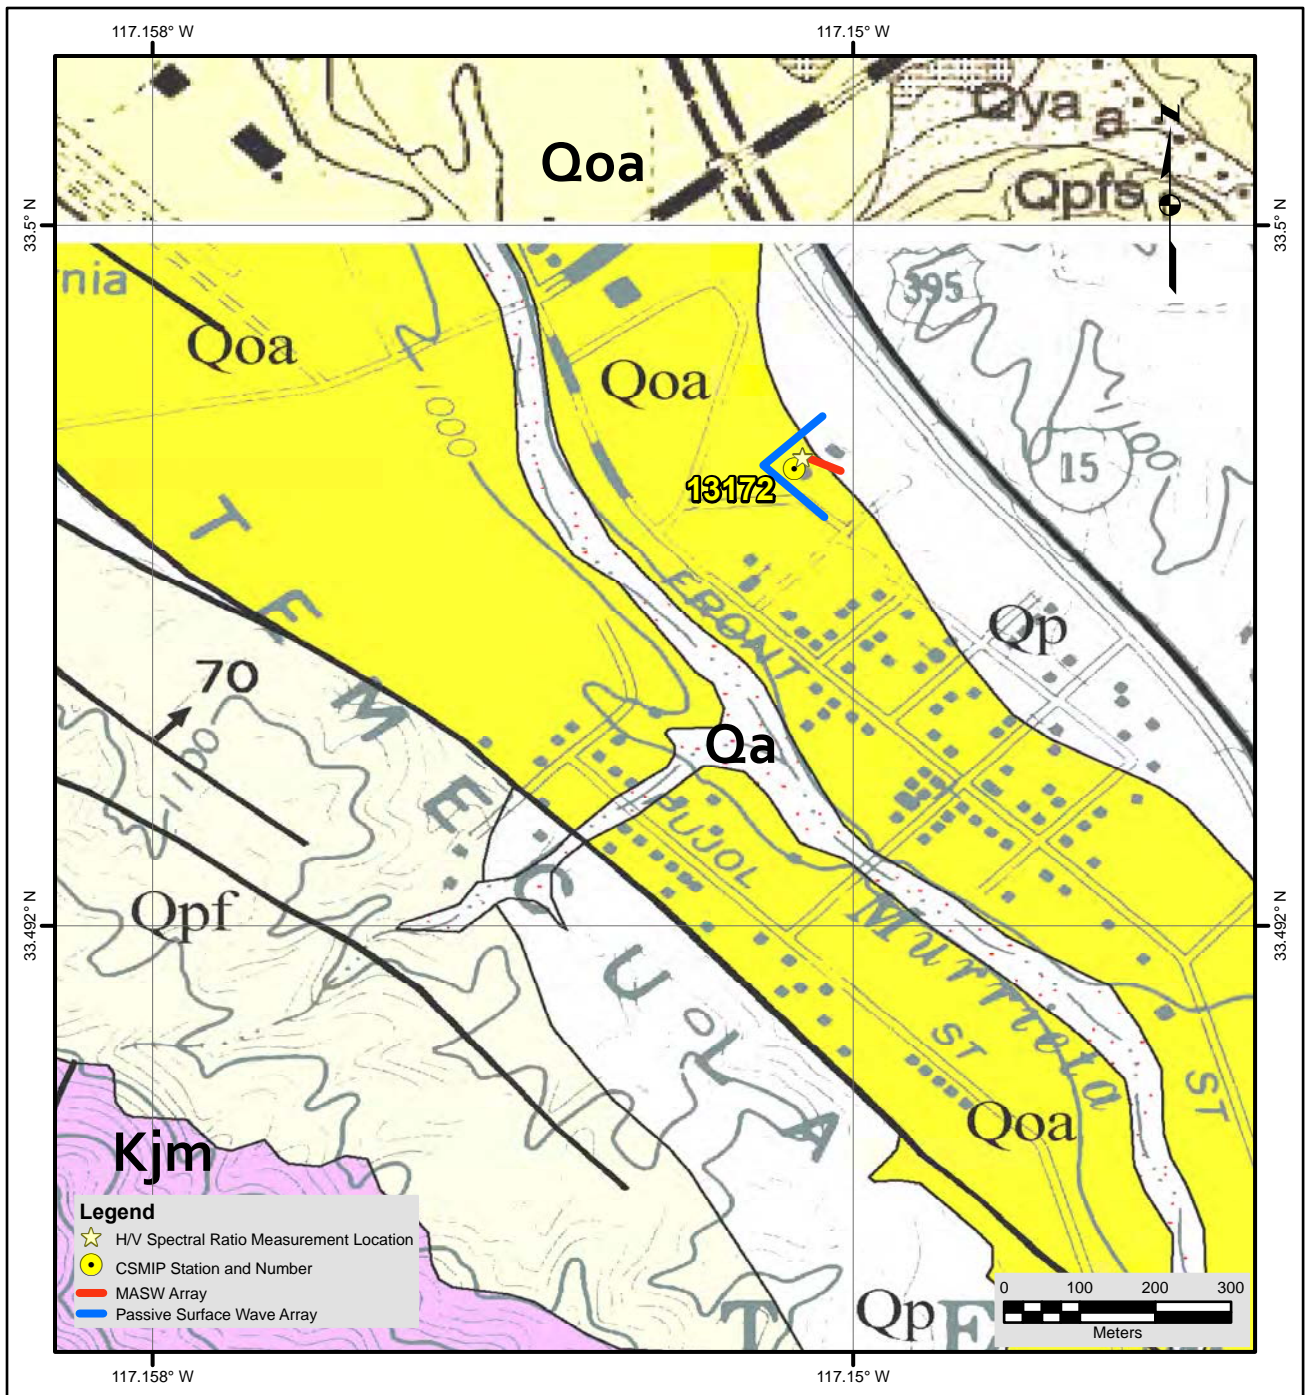 117.158° W
117.15° W
Qya
a
Qoa
N
Qpfs
33.5° N
33.5° N
nia
395
Qoa
Qoa
1000
1100
15
13172
T
E
FRONT
Qp
70
M
Qa
1100
E
PUJOL
C
Qpf
33.492° N
33.492° N
Murrieta
U
L
ST
ST
A
Qoa
Kjm
Legend
H/V Spectral Ratio Measurement Location
CSMIP Station and Number
MASW Array
Passive Surface Wave Array
0 100 200 300
Meters
Qp
T
E
117.158° W
117.15° W